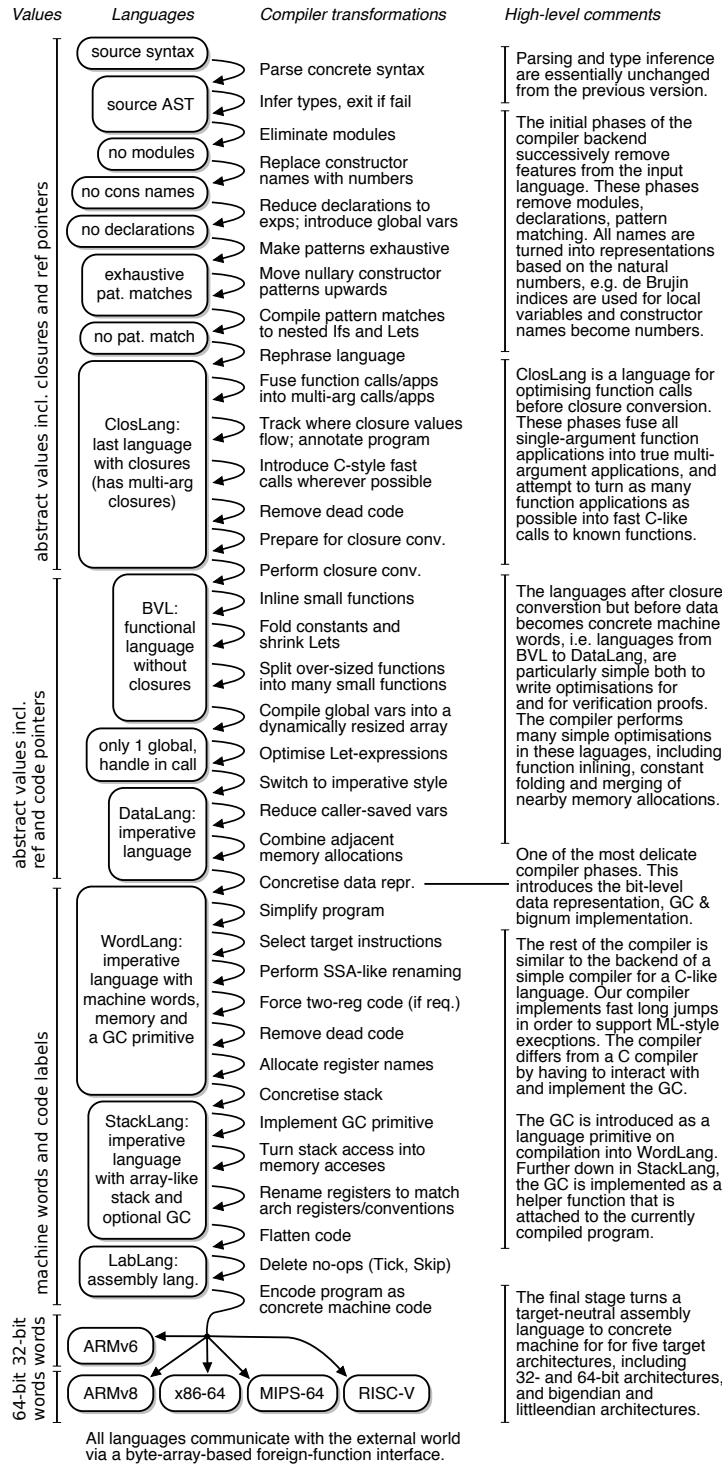 Values Languages Compiler transformations High-level comments
source syntax
Parse concrete syntax
source AST
Infer types, exit if fail
Eliminate modules
no modules
Replace constructor
names with numbers
no cons names
Reduce declarations to
exps; introduce global vars
no declarations
Make patterns exhaustive
exhaustive
pat. matches
Move nullary constructor
patterns upwards
Compile pattern matches
to nested Ifs and Lets
no pat. match
Rephrase language
ClosLang:
last language
with closures
(has multi-arg
closures)
Fuse function calls/apps
into multi-arg calls/apps
Track where closure values
flow; annotate program
Introduce C-style fast
calls wherever possible
Remove dead code
Prepare for closure conv.
Perform closure conv.
BVL:
functional
language
without
closures
Inline small functions
Fold constants and
shrink Lets
Split over-sized functions
into many small functions
Compile global vars into a
dynamically resized array
only 1 global,
handle in call
Optimise Let-expressions
Switch to imperative style
DataLang:
imperative
language
Reduce caller-saved vars
Combine adjacent
memory allocations
Concretise data repr.
WordLang:
imperative
language with
machine words,
memory and
a GC primitive
Simplify program
Select target instructions
Perform SSA-like renaming
Force two-reg code (if req.)
Remove dead code
Allocate register names
Concretise stack
StackLang:
imperative
language
with array-like
stack and
optional GC
Implement GC primitive
Turn stack access into
memory acceses
Rename registers to match
arch registers/conventions
Flatten code
LabLang:
assembly lang.
Delete no-ops (Tick, Skip)
Encode program as
concrete machine code
ARMv6
ARMv8 x86-64 MIPS-64 RISC-V
abstract values incl. closures and ref pointers
abstract values incl.
ref and code pointers
machine words and code labels
32-bit
words
64-bit
words
Parsing and type inference
are essentially unchanged
from the previous version.
The initial phases of the
compiler backend
successively remove
features from the input
language. These phases
remove modules,
declarations, pattern
matching. All names are
turned into representations
based on the natural
numbers, e.g. de Brujin
indices are used for local
variables and constructor
names become numbers.
ClosLang is a language for
optimising function calls
before closure conversion.
These phases fuse all
single-argument function
applications into true multi-
argument applications, and
attempt to turn as many
function applications as
possible into fast C-like
calls to known functions.
The languages after closure
converstion but before data
becomes concrete machine
words, i.e. languages from
BVL to DataLang, are
particularly simple both to
write optimisations for
and for verification proofs.
The compiler performs
many simple optimisations
in these laguages, including
function inlining, constant
folding and merging of
nearby memory allocations.
One of the most delicate
compiler phases. This
introduces the bit-level
data representation, GC &
bignum implementation.
The rest of the compiler is
similar to the backend of a
simple compiler for a C-like
language. Our compiler
implements fast long jumps
in order to support ML-style
execptions. The compiler
differs from a C compiler
by having to interact with
and implement the GC.
The GC is introduced as a
language primitive on
compilation into WordLang.
Further down in StackLang,
the GC is implemented as a
helper function that is
attached to the currently
compiled program.
The final stage turns a
target-neutral assembly
language to concrete
machine for for five target
architectures, including
32- and 64-bit architectures,
and bigendian and
littleendian architectures.
All languages communicate with the external world
via a byte-array-based foreign-function interface.